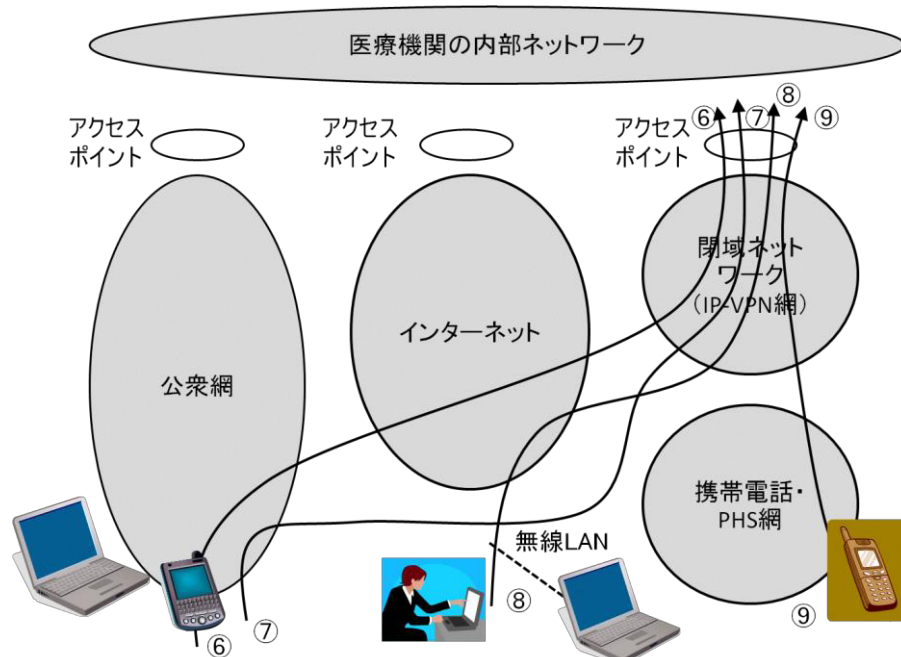 医療機関の内部ネットワーク
アクセス
ポイント
アクセス
ポイント
アクセス
ポイント
⑥
⑦
⑧
⑨
閉域ネット
ワーク
（IP-VPN網）
インターネット
公衆網
携帯電話・
PHS網
無線LAN
⑥
⑦
⑧
⑨